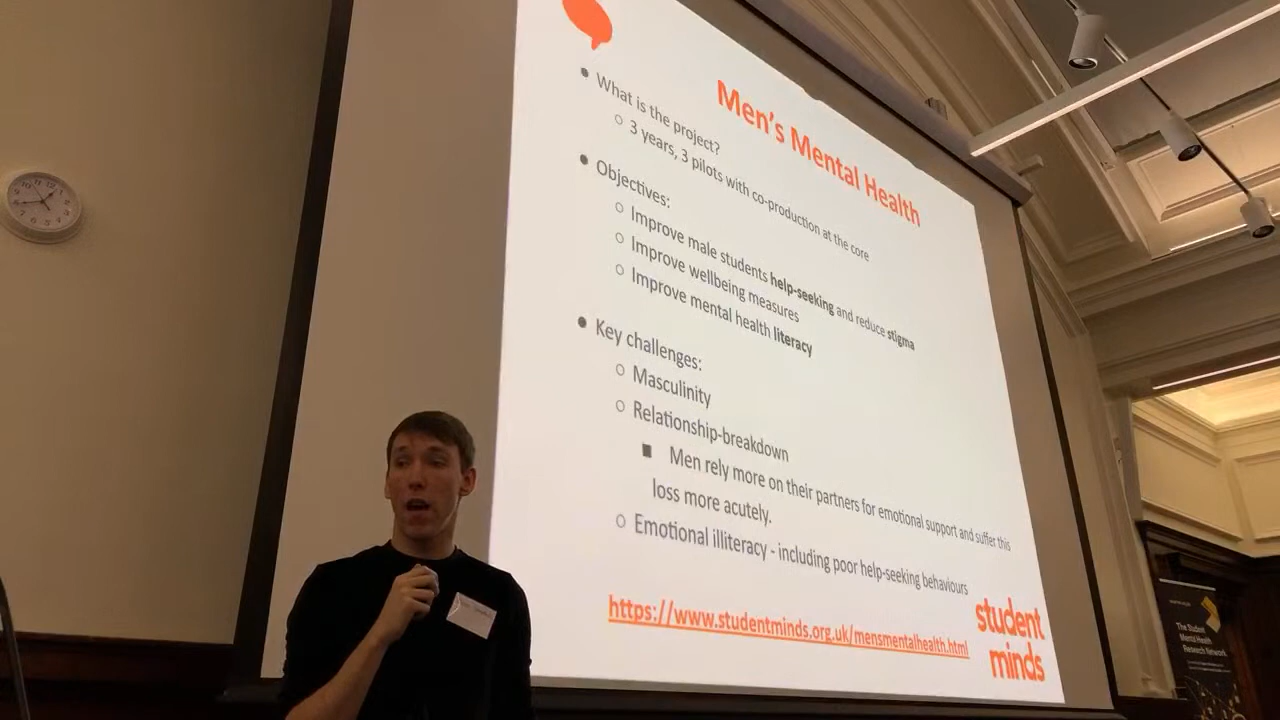 Men's Mental Health
● What is the project?
○ 3 years, 3 pilots with co-production at the core
● Objectives:
○ Improve male students help-seeking and reduce stigma
○ Improve wellbeing measures
○ Improve mental health literacy
● Key challenges:
○ Masculinity
○ Relationship-breakdown
■ Men rely more on their partners for emotional support and suffer this
loss more acutely.
○ Emotional illiteracy - including poor help-seeking behaviours
https://www.studentminds.org.uk/mensmentalhealth.html
student
minds
The Student
Mental Health
Research Network